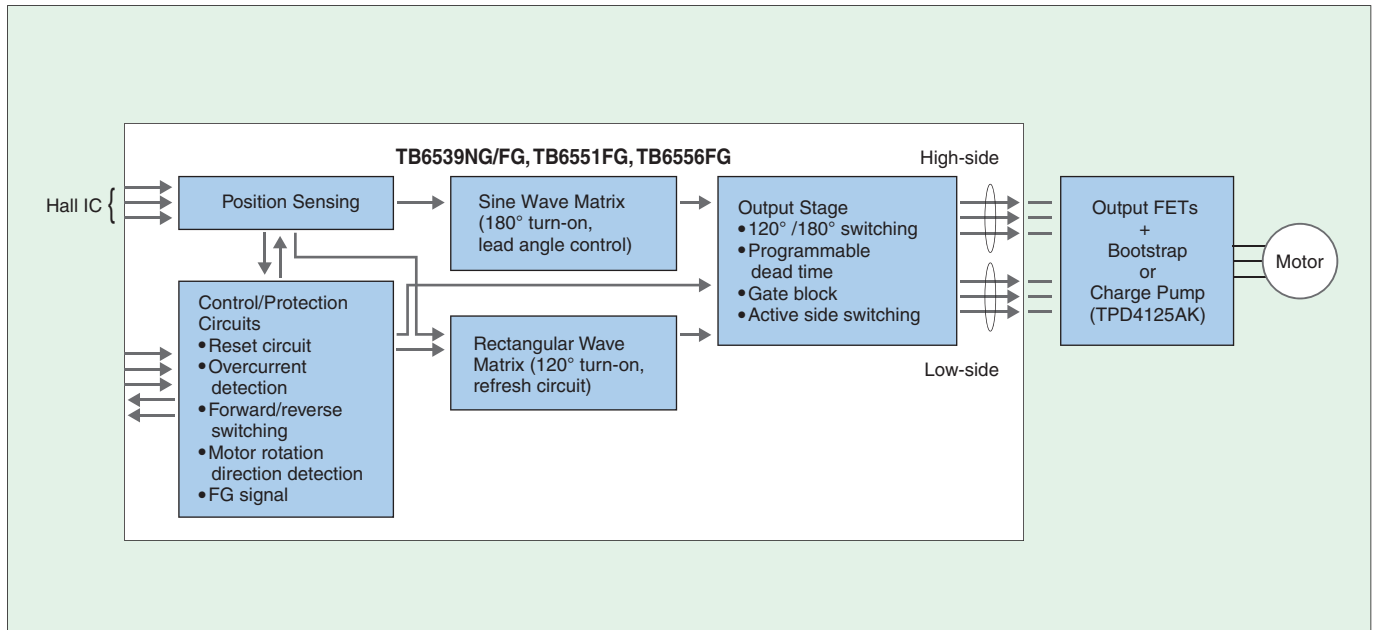 TB6539NG/FG, TB6551FG, TB6556FG
High-side
Hall IC
Position Sensing
Sine Wave Matrix
(180° turn-on,
lead angle control)
Output Stage
•120° /180° switching
•Programmable
dead time
•Gate block
•Active side switching
Output FETs
+
Bootstrap
or
Charge Pump
(TPD4125AK)
Motor
Control/Protection
Circuits
•Reset circuit
•Overcurrent
detection
•Forward/reverse
switching
•Motor rotation
direction detection
•FG signal
Rectangular Wave
Matrix (120° turn-on,
refresh circuit)
Low-side